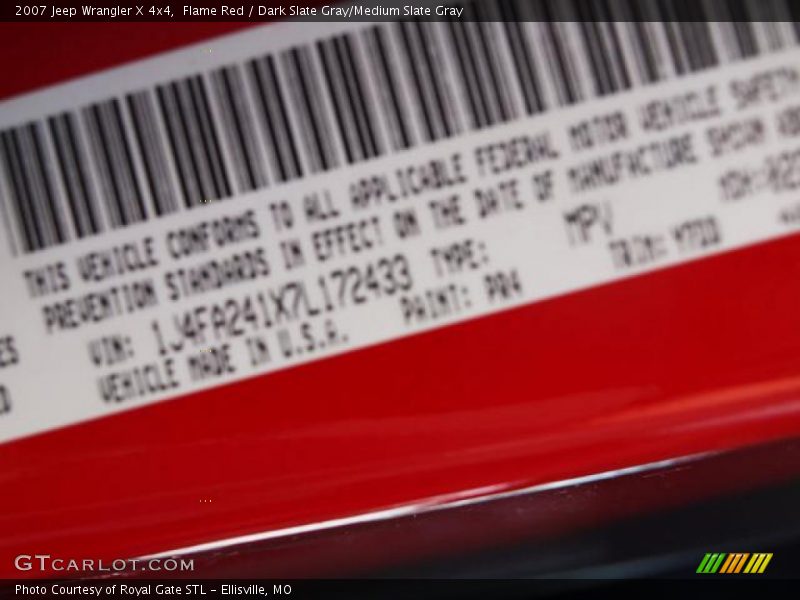 2007 Jeep Wrangler X 4x4,  Flame Red / Dark Slate Gray/Medium Slate Gray
THIS VEHICLE CONFORMS TO ALL APPLICABLE FEDERAL MOTOR VEHICLE SAFETY
PREVENTION STANDARDS IN EFFECT ON THE DATE OF MANUFACTURE SHOWN
VIN: 1J4FA241X7L172433 TYPE: MPV MDH:
VEHICLE MADE IN U.S.A. PAINT: PR4 TRIM:
GTCARLOT.COM
Photo Courtesy of Royal Gate STL - Ellisville, MO